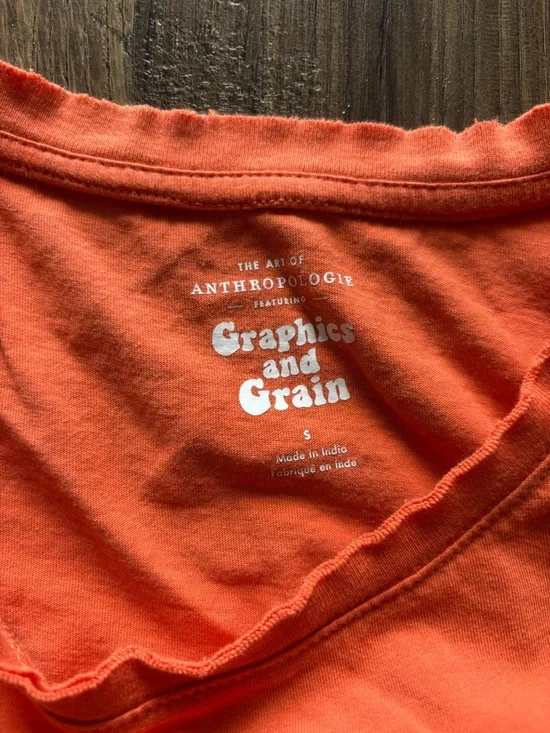 THE ART OF
ANTHROPOLOGIE
— FEATURING —
Graphics
and
Grain
S
Made in India
Fabriqué en Inde